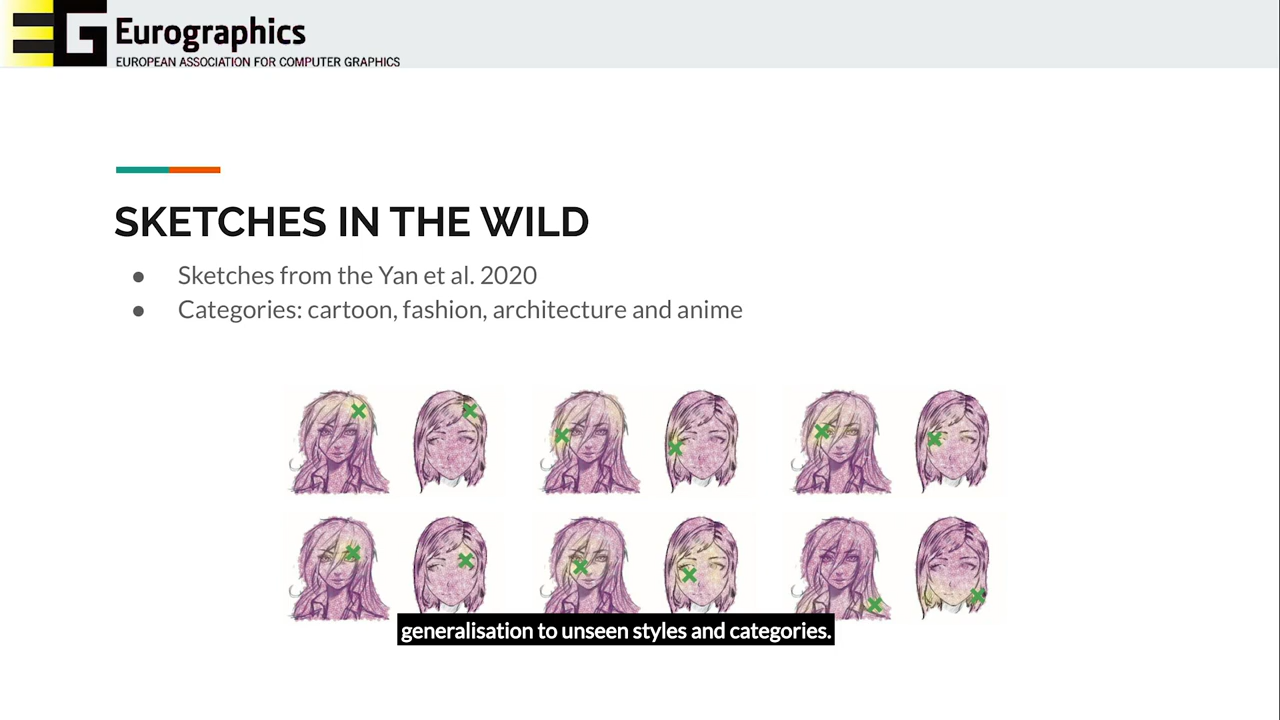 EG Eurographics
EUROPEAN ASSOCIATION FOR COMPUTER GRAPHICS
SKETCHES IN THE WILD
● Sketches from the Yan et al. 2020
● Categories: cartoon, fashion, architecture and anime
generalisation to unseen styles and categories.